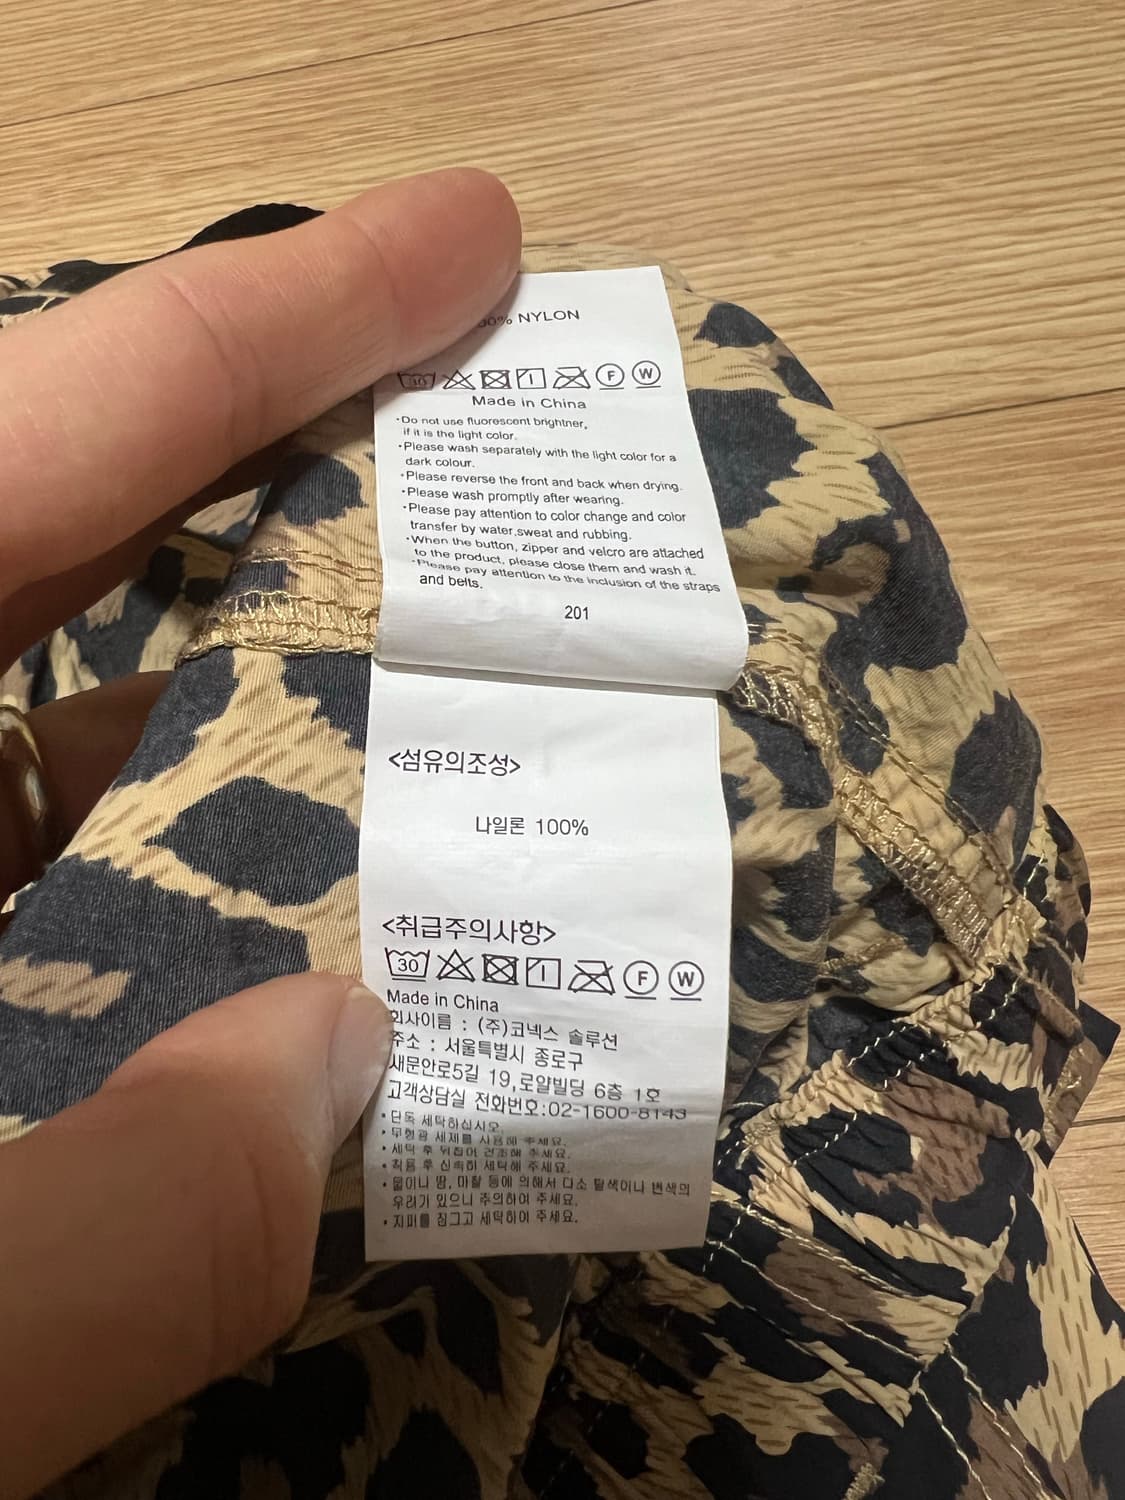 NYLON
30
F
W
Made in China
·Do not use fluorescent brightner,
if it is the light color.
·Please wash separately with the light color for a
dark colour.
·Please reverse the front and back when drying.
·Please wash promptly after wearing.
·Please pay attention to color change and color
transfer by water,sweat and rubbing.
·When the button, zipper and velcro are attached
to the product, please close them and wash it.
·Please pay attention to the inclusion of the straps
and belts.
201
<섬유의조성>
나일론 100%
<취급주의사항>
30
F
W
Made in China
회사이름 : (주)코넥스 솔루션
주소 : 서울특별시 종로구
새문안로5길 19,로얄빌딩 6층 1호
고객상담실 전화번호:02-1600-8143
·단독 세탁하십시오.
·무형광 세제를 사용해 주세요.
·세탁 후 뒤집어 건조해 주세요.
·착용 후 신속히 세탁해 주세요.
·물이나 땀, 마찰 등에 의해서 다소 탈색이나 변색의
우려가 있으니 주의하여 주세요.
·지퍼를 잠그고 세탁하여 주세요.